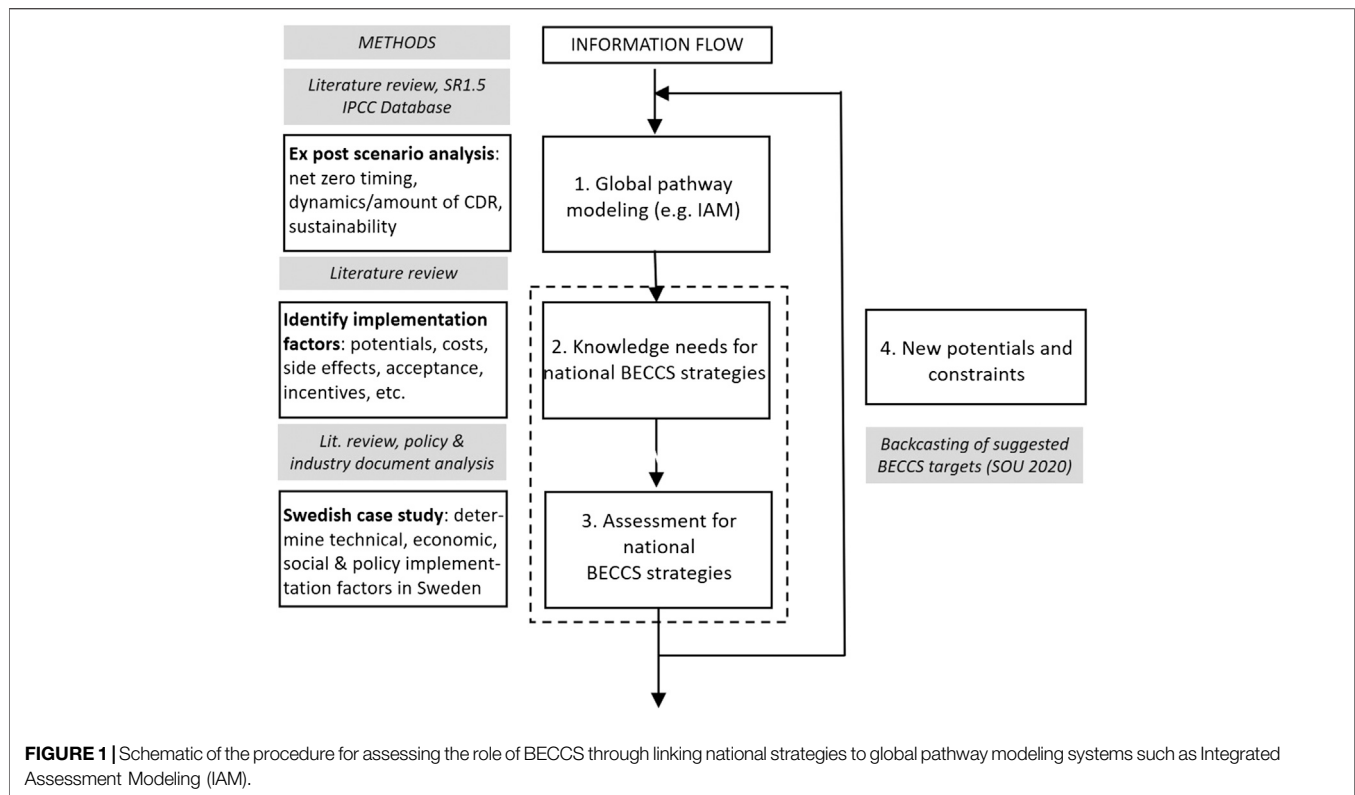 METHODS
Literature review, SR1.5
IPCC Database
Ex post scenario analysis:
net zero timing,
dynamics/amount of CDR,
sustainability
Literature review
Identify implementation
factors: potentials, costs,
side effects, acceptance,
incentives, etc.
Lit. review, policy &
industry document analysis
Swedish case study: deter-
mine technical, economic,
social & policy implemen-
tation factors in Sweden
INFORMATION FLOW
1. Global pathway
modeling (e.g. IAM)
2. Knowledge needs for
national BECCS strategies
3. Assessment for
national
BECCS strategies
4. New potentials and
constraints
Backcasting of suggested
BECCS targets (SOU 2020)
FIGURE 1 | Schematic of the procedure for assessing the role of BECCS through linking national strategies to global pathway modeling systems such as Integrated
Assessment Modeling (IAM).